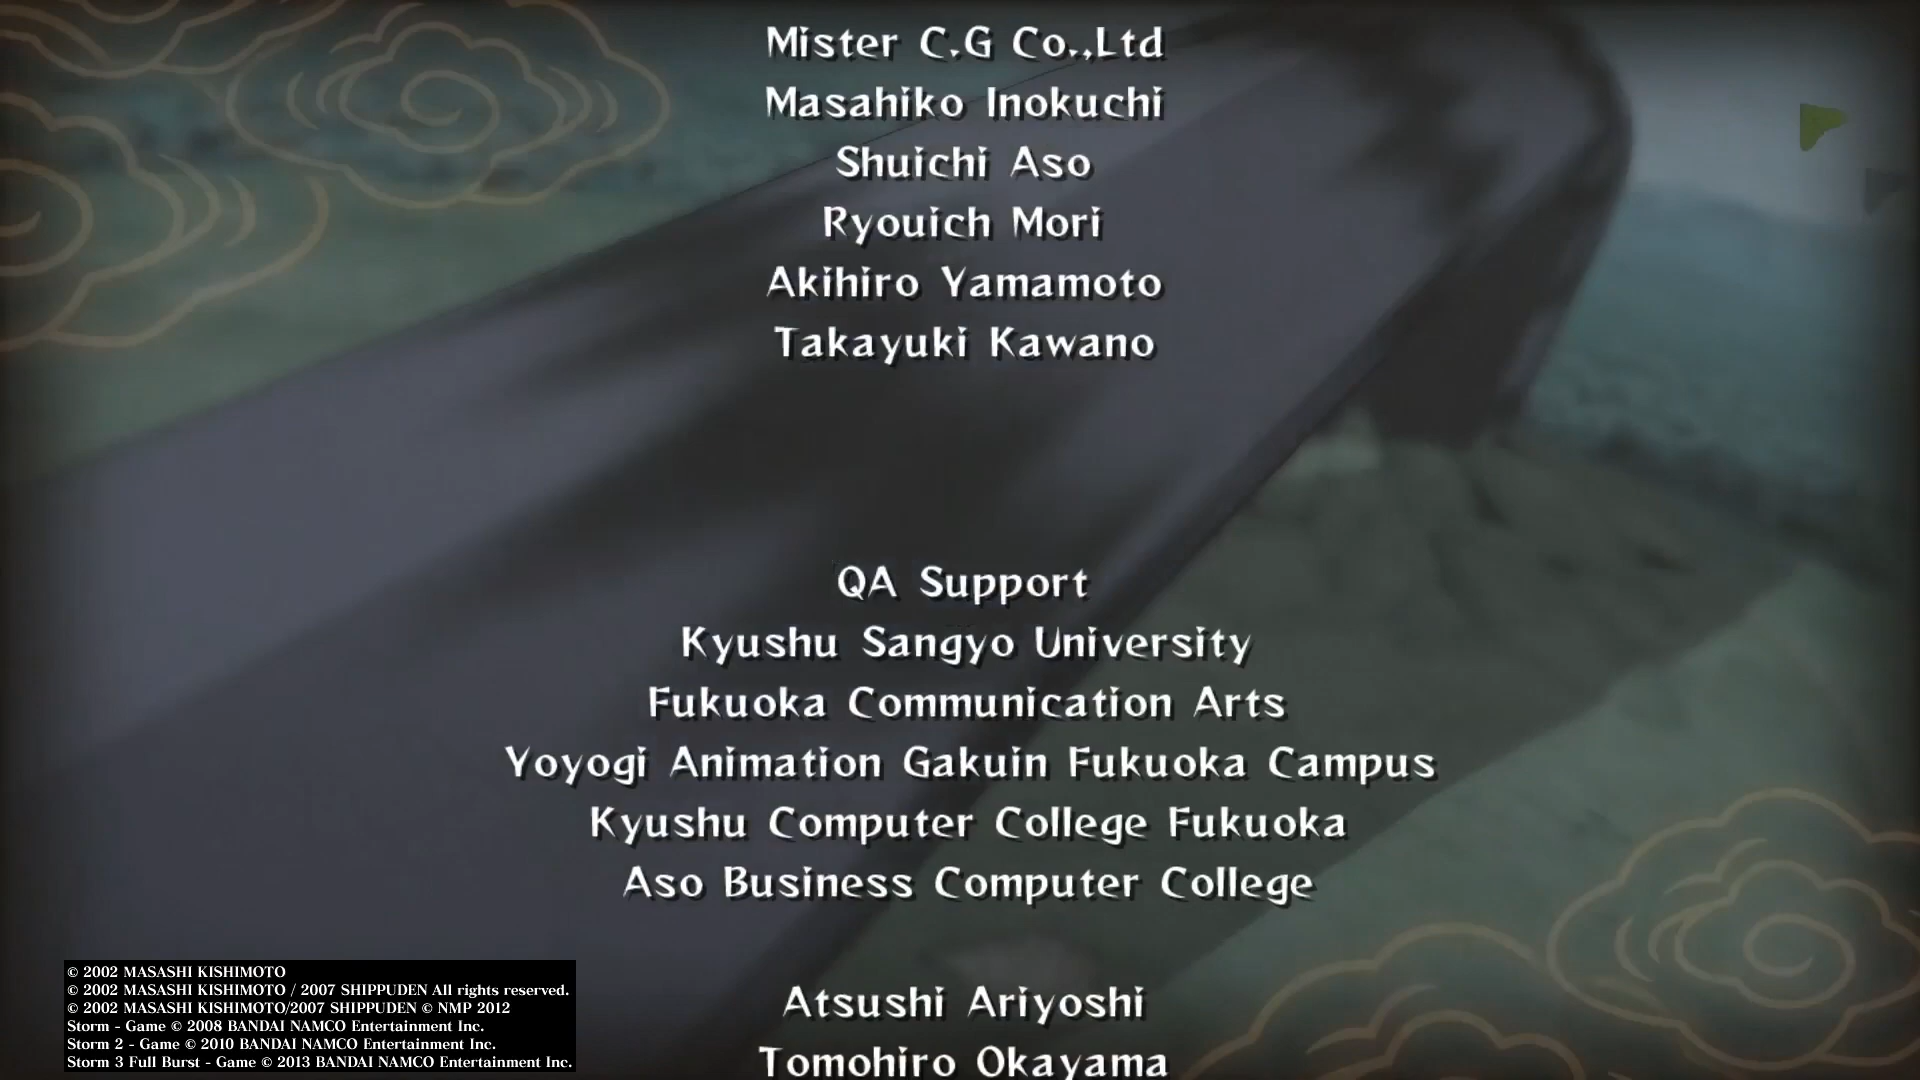 Mister C.G Co.,Ltd
Masahiko Inokuchi
Shuichi Aso
Ryouich Mori
Akihiro Yamamoto
Takayuki Kawano
QA Support
Kyushu Sangyo University
Fukuoka Communication Arts
Yoyogi Animation Gakuin Fukuoka Campus
Kyushu Computer College Fukuoka
Aso Business Computer College
Atsushi Ariyoshi
Tomohiro Okayama
© 2002 MASASHI KISHIMOTO
© 2002 MASASHI KISHIMOTO / 2007 SHIPPUDEN All rights reserved.
© 2002 MASASHI KISHIMOTO/2007 SHIPPUDEN © NMP 2012
Storm - Game © 2008 BANDAI NAMCO Entertainment Inc.
Storm 2 - Game © 2010 BANDAI NAMCO Entertainment Inc.
Storm 3 Full Burst - Game © 2013 BANDAI NAMCO Entertainment Inc.